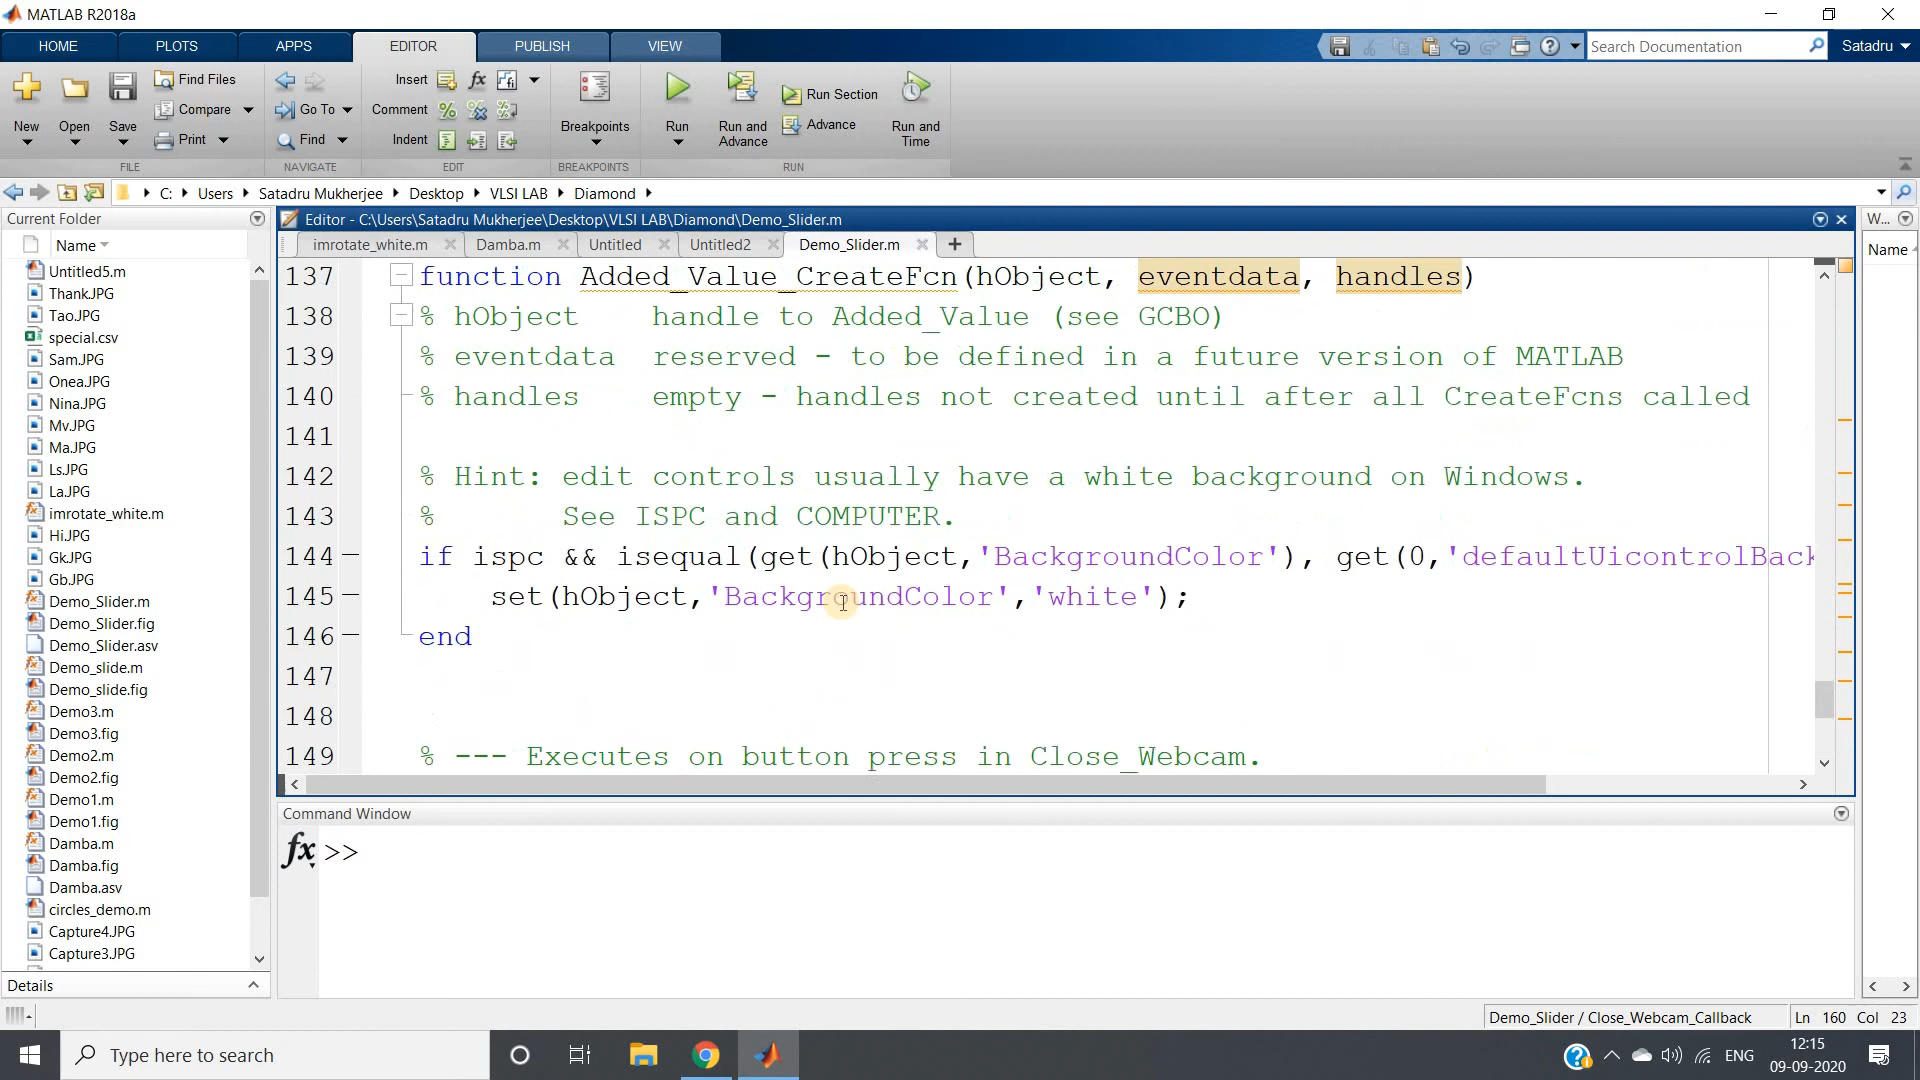 MATLAB R2018a
HOME PLOTS APPS EDITOR PUBLISH VIEW
Search Documentation
Satadru
New
Open
Save
Find Files
Compare
Print
FILE
Go To
Find
NAVIGATE
Insert
Comment
Indent
EDIT
Breakpoints
BREAKPOINTS
Run
Run and Advance
Run Section
Advance
Run and Time
RUN
C: Users Satadru Mukherjee Desktop VLSI LAB Diamond
Current Folder
Name
Untitled5.m
Thank.JPG
Tao.JPG
special.csv
Sam.JPG
Onea.JPG
Nina.JPG
Mv.JPG
Ma.JPG
Ls.JPG
La.JPG
imrotate_white.m
Hi.JPG
Gk.JPG
Gb.JPG
Demo_Slider.m
Demo_Slider.fig
Demo_Slider.asv
Demo_slide.m
Demo_slide.fig
Demo3.m
Demo3.fig
Demo2.m
Demo2.fig
Demo1.m
Demo1.fig
Damba.m
Damba.fig
Damba.asv
circles_demo.m
Capture4.JPG
Capture3.JPG
Details
Editor - C:\Users\Satadru Mukherjee\Desktop\VLSI LAB\Diamond\Demo_Slider.m
imrotate_white.m Damba.m Untitled Untitled2 Demo_Slider.m
137 function Added_Value_CreateFcn(hObject, eventdata, handles)
138 % hObject    handle to Added_Value (see GCBO)
139 % eventdata  reserved - to be defined in a future version of MATLAB
140 % handles    empty - handles not created until after all CreateFcns called
141
142 % Hint: edit controls usually have a white background on Windows.
143 %       See ISPC and COMPUTER.
144 if ispc && isequal(get(hObject,'BackgroundColor'), get(0,'defaultUicontrolBack
145     set(hObject,'BackgroundColor','white');
146 end
147
148
149 % --- Executes on button press in Close_Webcam.
Command Window
fx >>
W...
Name
Demo_Slider / Close_Webcam_Callback
Ln 160 Col 23
Type here to search
ENG
12:15
09-09-2020